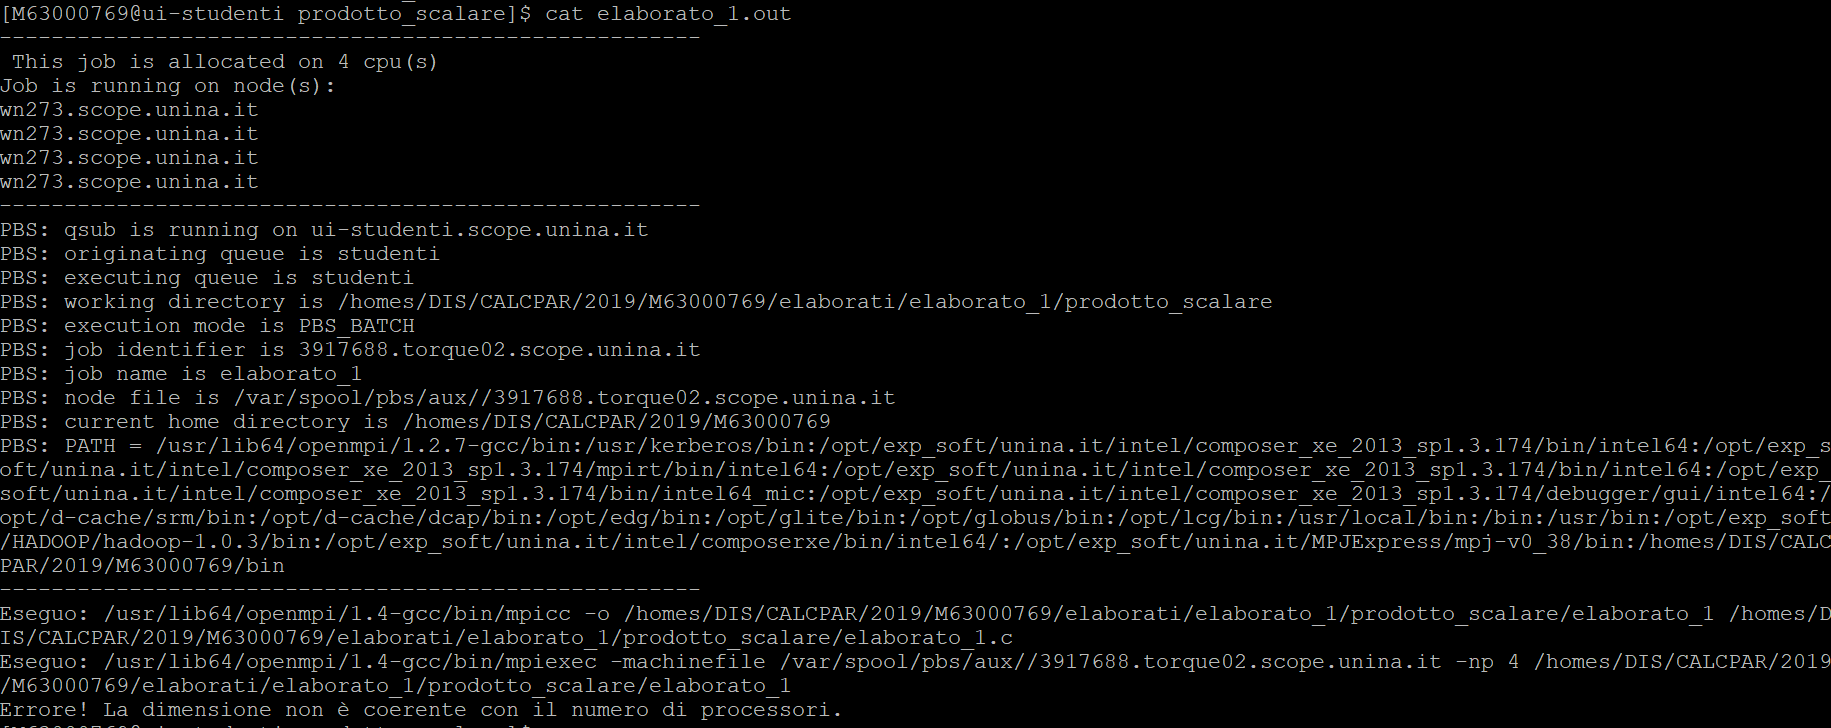 [M63000769@ui-studenti prodotto_scalare]$ cat elaborato_1.out
------------------------------------------------------
 This job is allocated on 4 cpu(s)
Job is running on node(s):
wn273.scope.unina.it
wn273.scope.unina.it
wn273.scope.unina.it
wn273.scope.unina.it
------------------------------------------------------
PBS: qsub is running on ui-studenti.scope.unina.it
PBS: originating queue is studenti
PBS: executing queue is studenti
PBS: working directory is /homes/DIS/CALCPAR/2019/M63000769/elaborati/elaborato_1/prodotto_scalare
PBS: execution mode is PBS_BATCH
PBS: job identifier is 3917688.torque02.scope.unina.it
PBS: job name is elaborato_1
PBS: node file is /var/spool/pbs/aux//3917688.torque02.scope.unina.it
PBS: current home directory is /homes/DIS/CALCPAR/2019/M63000769
PBS: PATH = /usr/lib64/openmpi/1.2.7-gcc/bin:/usr/kerberos/bin:/opt/exp_soft/unina.it/intel/composer_xe_2013_sp1.3.174/bin/intel64:/opt/exp_s
oft/unina.it/intel/composer_xe_2013_sp1.3.174/mpirt/bin/intel64:/opt/exp_soft/unina.it/intel/composer_xe_2013_sp1.3.174/bin/intel64:/opt/exp_
soft/unina.it/intel/composer_xe_2013_sp1.3.174/bin/intel64_mic:/opt/exp_soft/unina.it/intel/composer_xe_2013_sp1.3.174/debugger/gui/intel64:/
opt/d-cache/srm/bin:/opt/d-cache/dcap/bin:/opt/edg/bin:/opt/glite/bin:/opt/globus/bin:/opt/lcg/bin:/usr/local/bin:/bin:/usr/bin:/opt/exp_soft
/HADOOP/hadoop-1.0.3/bin:/opt/exp_soft/unina.it/intel/composerxe/bin/intel64/:/opt/exp_soft/unina.it/MPJExpress/mpj-v0_38/bin:/homes/DIS/CALC
PAR/2019/M63000769/bin
------------------------------------------------------
Eseguo: /usr/lib64/openmpi/1.4-gcc/bin/mpicc -o /homes/DIS/CALCPAR/2019/M63000769/elaborati/elaborato_1/prodotto_scalare/elaborato_1 /homes/D
IS/CALCPAR/2019/M63000769/elaborati/elaborato_1/prodotto_scalare/elaborato_1.c
Eseguo: /usr/lib64/openmpi/1.4-gcc/bin/mpiexec -machinefile /var/spool/pbs/aux//3917688.torque02.scope.unina.it -np 4 /homes/DIS/CALCPAR/2019
/M63000769/elaborati/elaborato_1/prodotto_scalare/elaborato_1
Errore! La dimensione non è coerente con il numero di processori.